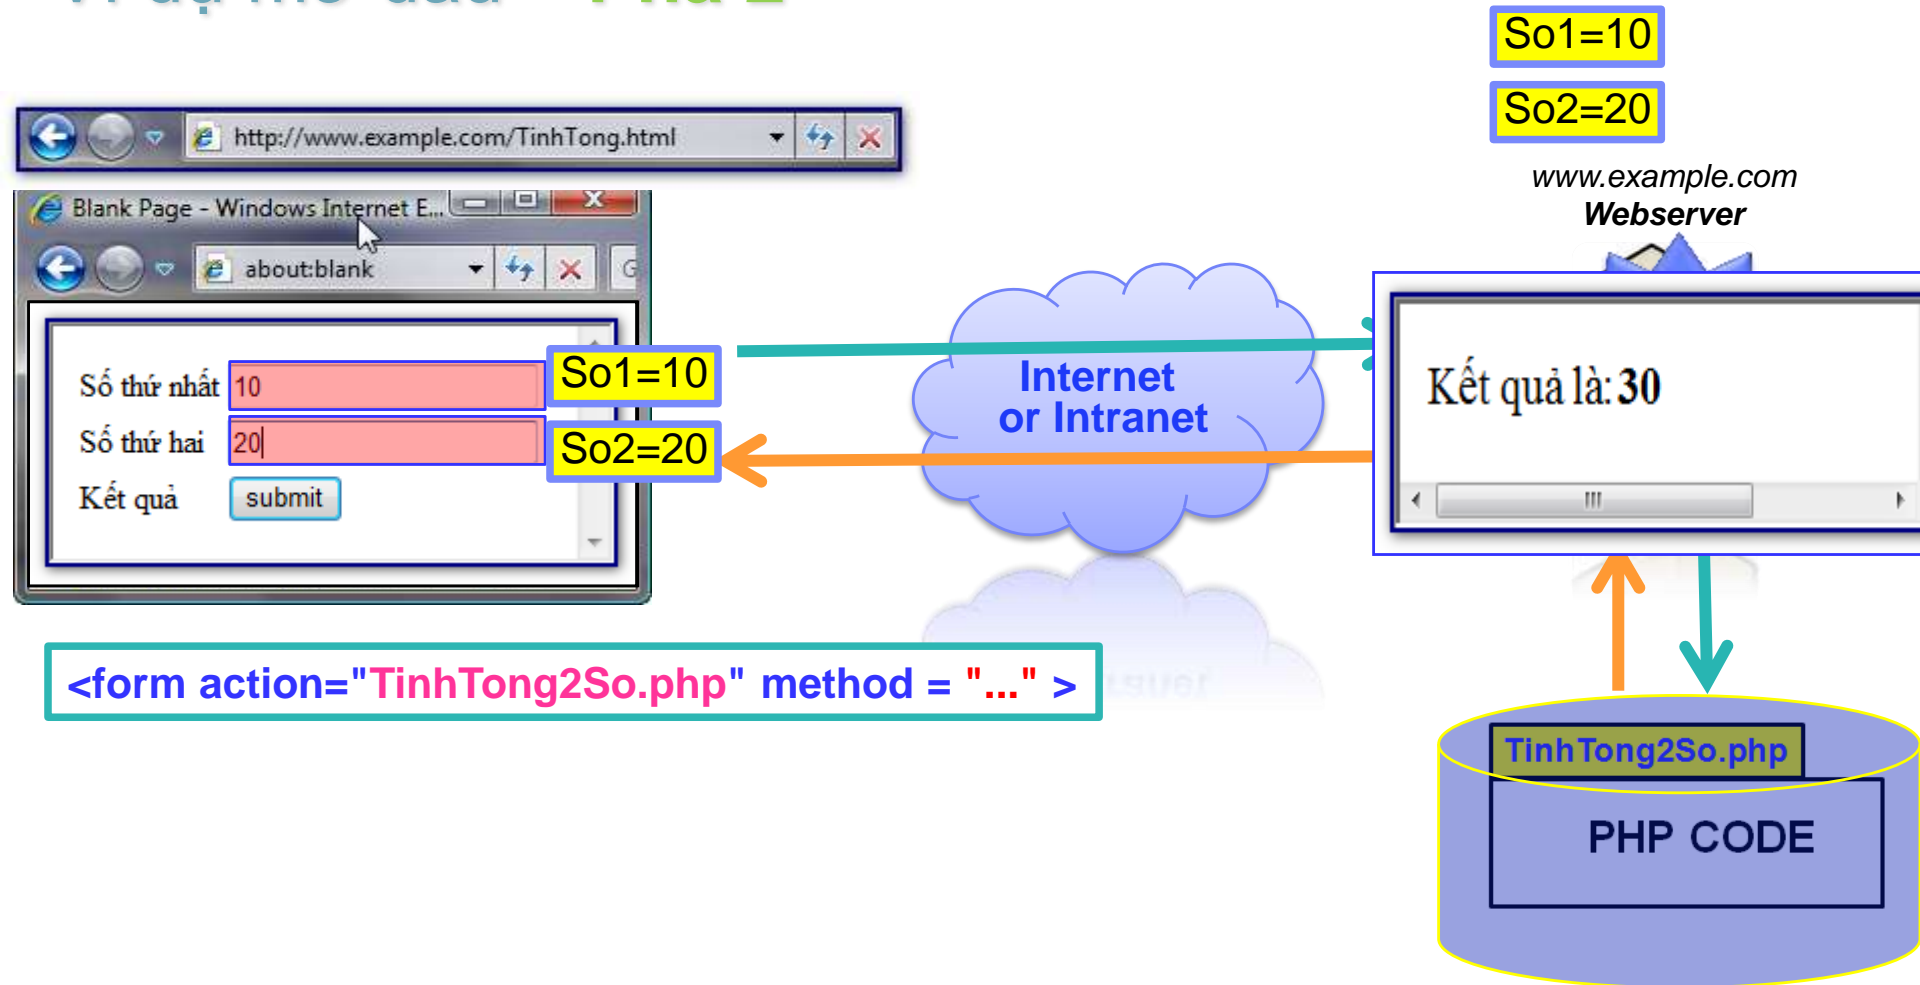 So1=10
So2=20
http://www.example.com/TinhTong.html
www.example.com
Webserver
Blank Page - Windows Internet E...
about:blank
G
Số thứ nhất 10
So1=10
Số thứ hai 20
So2=20
Kết quả submit
Internet
or Intranet
Kết quả là: 30
<form action="TinhTong2So.php" method = "..." >
TinhTong2So.php
PHP CODE